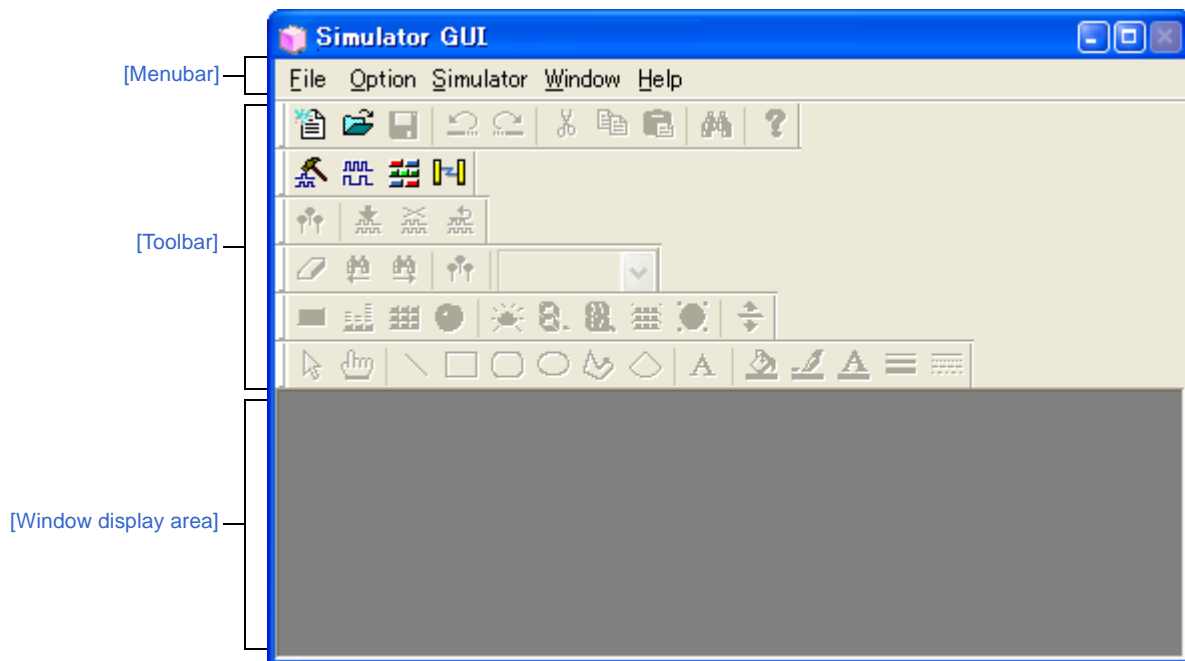 Simulator GUI
[Menubar]
File Option Simulator Window Help
[Toolbar]
[Window display area]